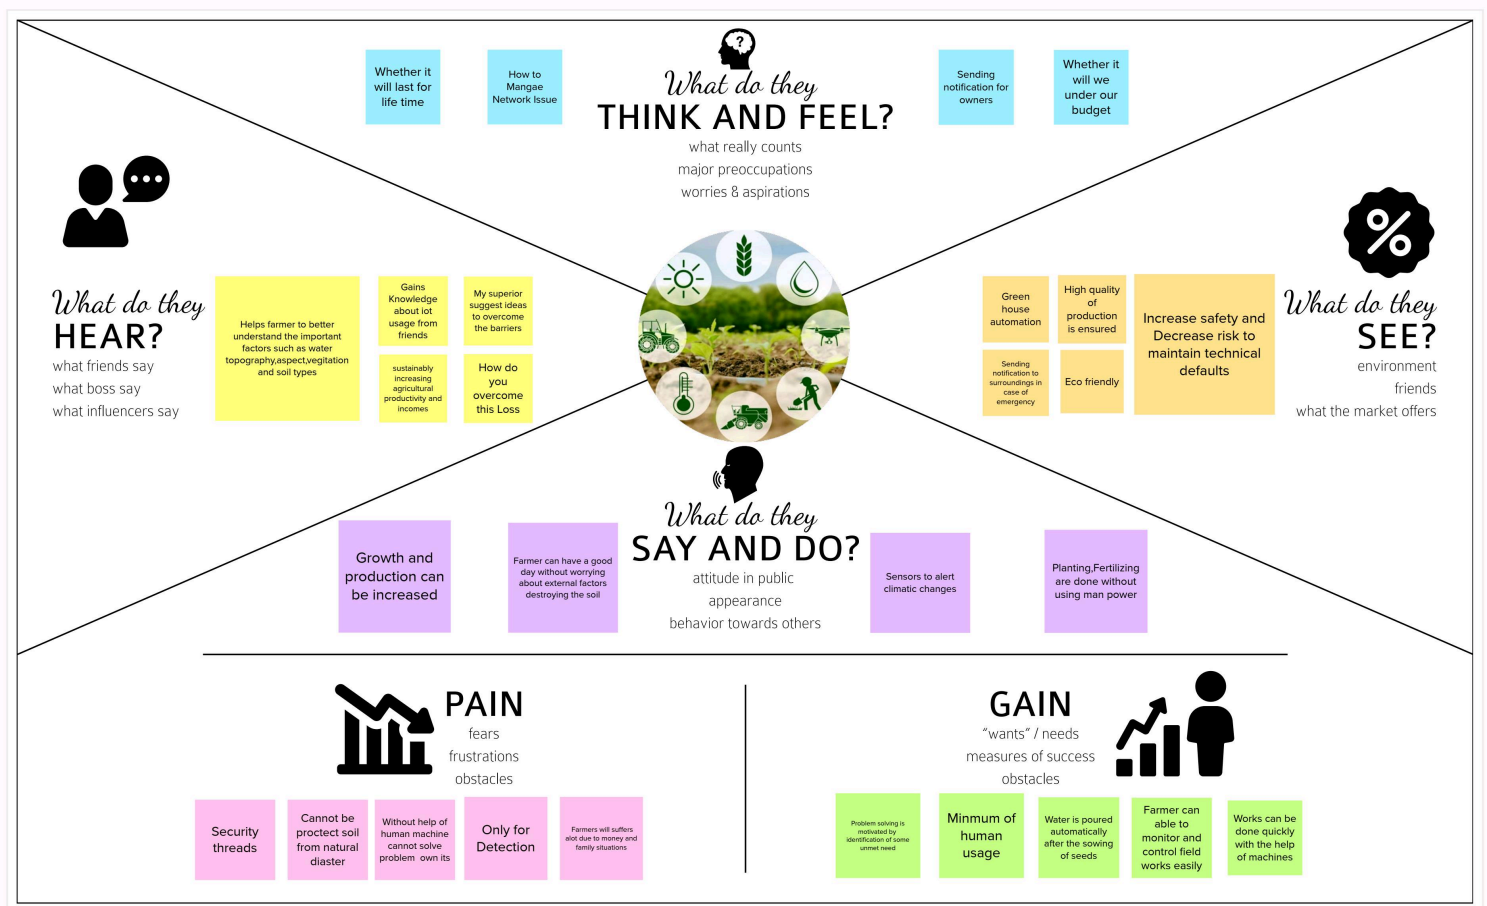 Whether it
will last for
life time
How to
Mangae
Network Issue
?
What do they
THINK AND FEEL?
what really counts
major preoccupations
worries & aspirations
Sending
notification for
owners
Whether it
will we
under our
budget
What do they
HEAR?
what friends say
what boss say
what influencers say
Helps farmer to better
understand the important
factors such as water
topography,aspect,vegitation
and soil types
Gains
Knowledge
about iot
usage from
friends
My superior
suggest ideas
to overcome
the barriers
sustainably
increasing
agricultural
productivity and
incomes
How do
you
overcome
this Loss
Green
house
automation
High quality
of
production
is ensured
Sending
notification to
surroundings in
case of
emergency
Eco friendly
Increase safety and
Decrease risk to
maintain technical
defaults
%
What do they
SEE?
environment
friends
what the market offers
What do they
SAY AND DO?
attitude in public
appearance
behavior towards others
Growth and
production can
be increased
Farmer can have a good
day without worrying
about external factors
destroying the soil
Sensors to alert
climatic changes
Planting,Fertilizing
are done without
using man power
PAIN
fears
frustrations
obstacles
Security
threads
Cannot be
proctect soil
from natural
diaster
Without help of
human machine
cannot solve
problem own its
Only for
Detection
Farmers will suffers
alot due to money and
family situations
GAIN
“wants” / needs
measures of success
obstacles
Problem solving is
motivated by
identification of some
unmet need
Minmum of
human
usage
Water is poured
automatically
after the sowing
of seeds
Farmer can
able to
monitor and
control field
works easily
Works can be
done quickly
with the help
of machines